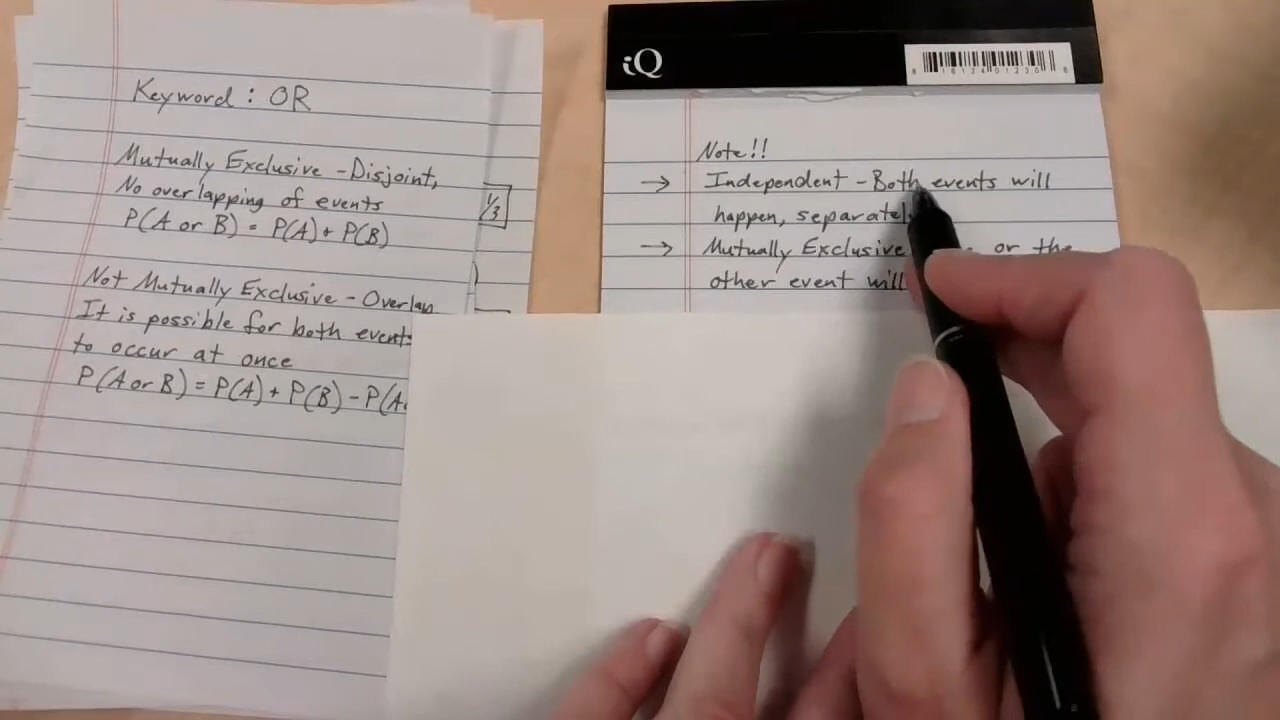 Keyword : OR
Mutually Exclusive - Disjoint,
No overlapping of events
P(A or B) = P(A) + P(B)
Not Mutually Exclusive - Overlap
It is possible for both events
to occur at once
P(A or B) = P(A) + P(B) - P(A
1/3
iQ
Note!!
→ Independent - Both events will
happen, separately
→ Mutually Exclusive or the
other event will